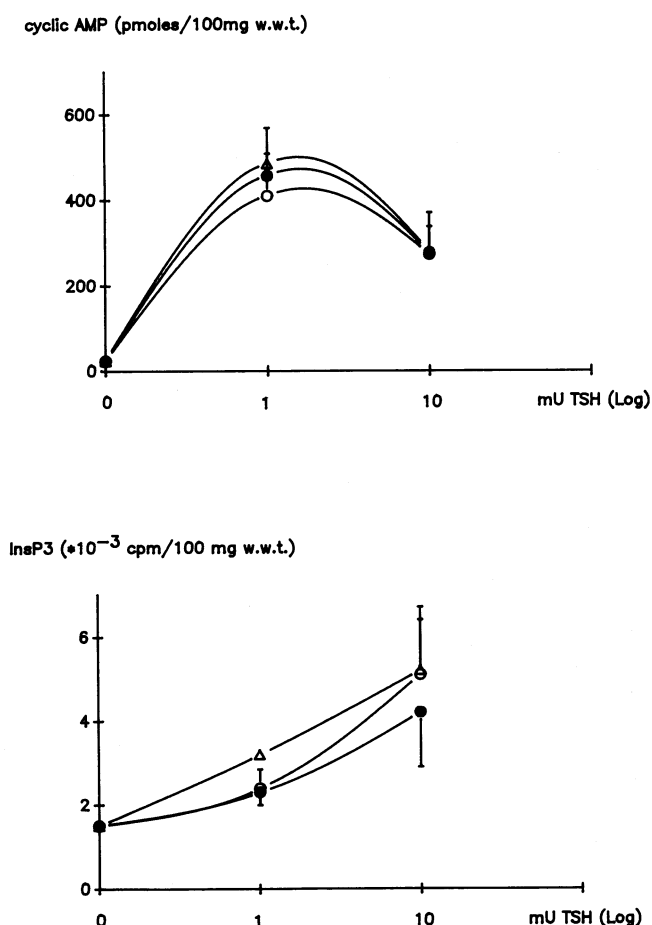 cyclic AMP (pmoles/100mg w.w.t.)
600
400
200
0
0 1 10 mU TSH (Log)
InsP3 (*10−3 cpm/100 mg w.w.t.)
6
4
2
0
0 1 10 mU TSH (Log)